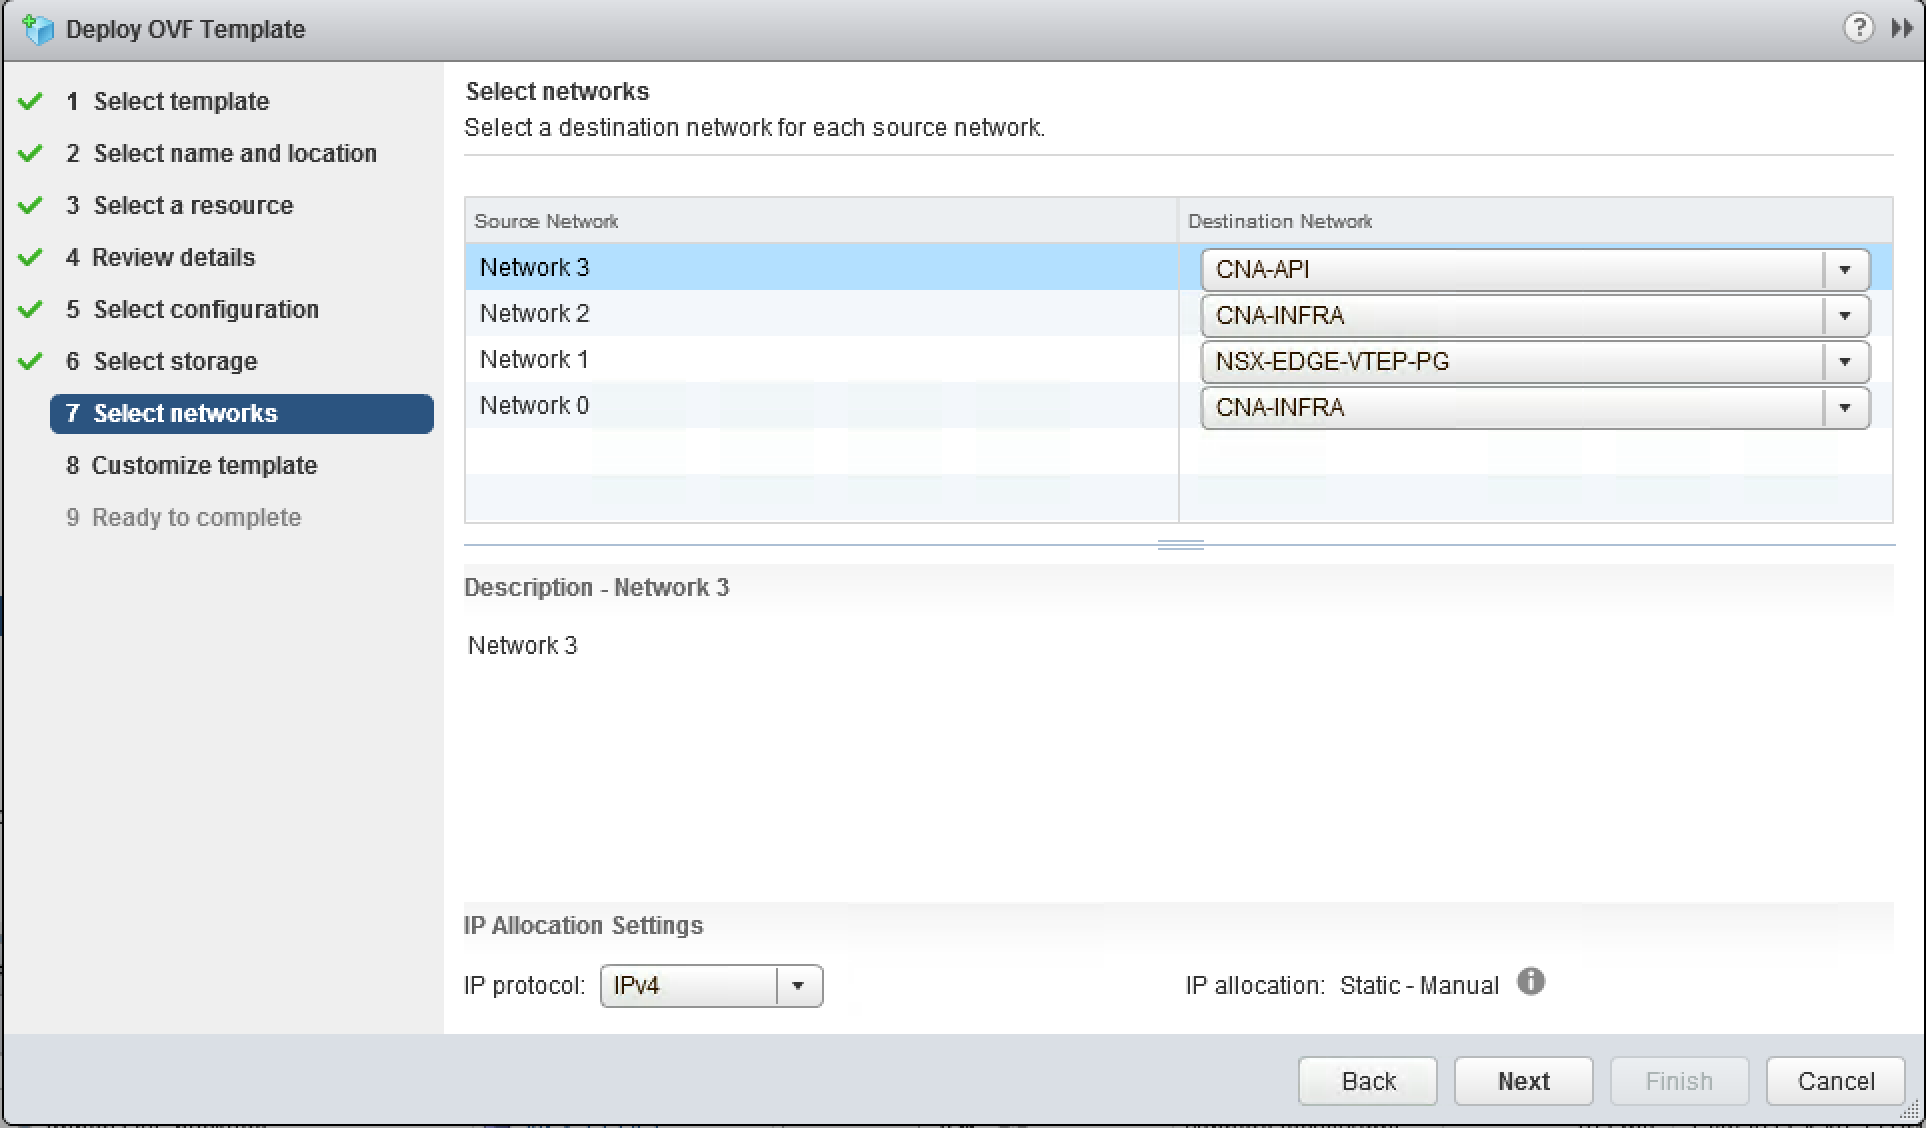 Deploy OVF Template
?
1 Select template
2 Select name and location
3 Select a resource
4 Review details
5 Select configuration
6 Select storage
7 Select networks
8 Customize template
9 Ready to complete
Select networks
Select a destination network for each source network.
Source Network Destination Network
Network 3 CNA-API
Network 2 CNA-INFRA
Network 1 NSX-EDGE-VTEP-PG
Network 0 CNA-INFRA
Description - Network 3
Network 3
IP Allocation Settings
IP protocol: IPv4 IP allocation: Static - Manual
Back Next Finish Cancel